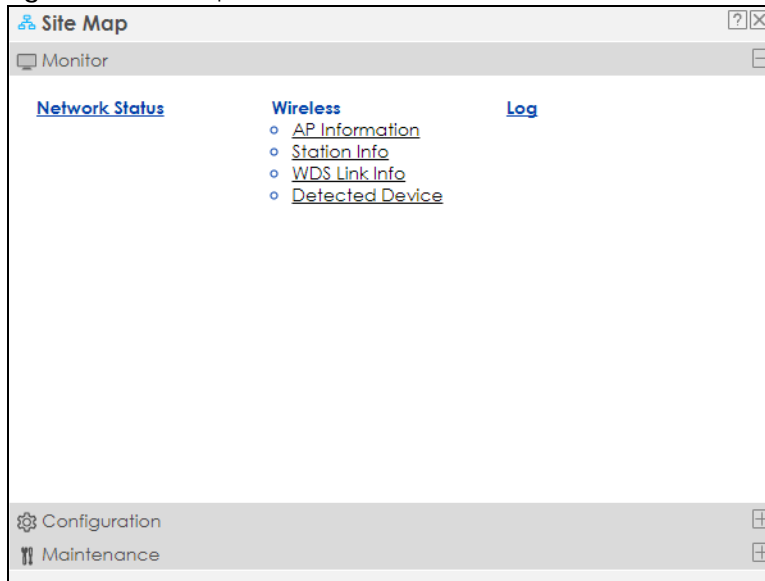 Site Map
Monitor
Network Status
Wireless
AP Information
Station Info
WDS Link Info
Detected Device
Log
Configuration
Maintenance